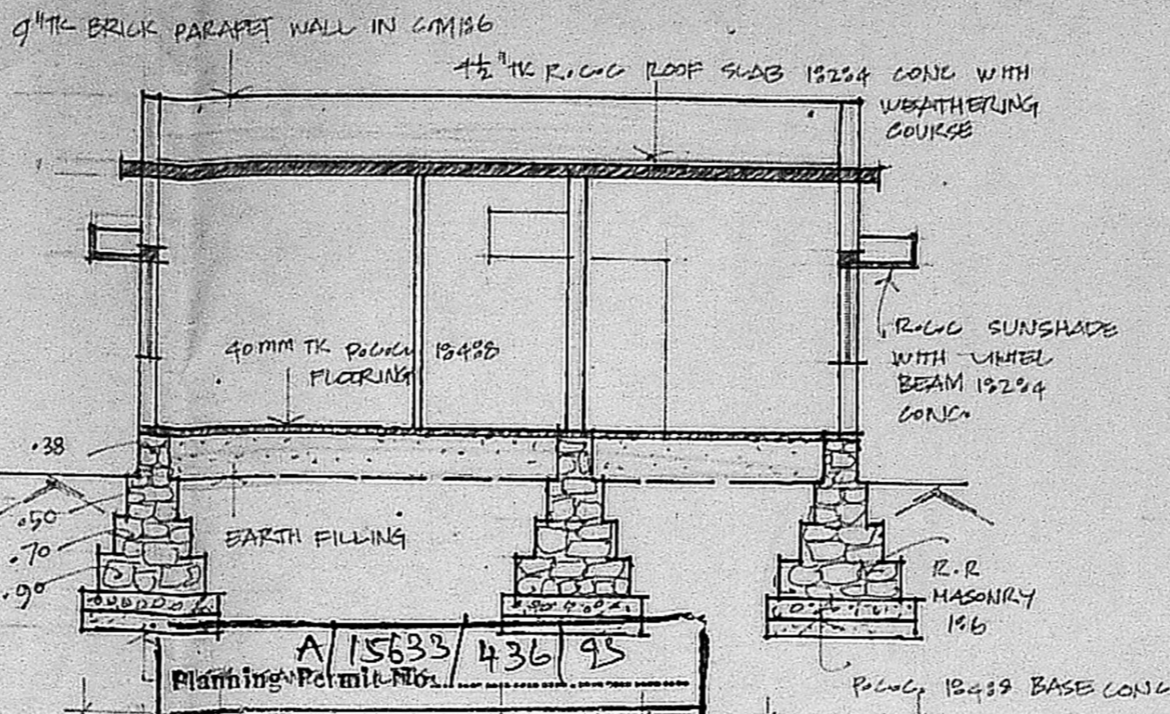 9"TK BRICK PARAPET WALL IN C.M 1:6
4½"TK R.C.C ROOF SLAB 1:2:4 CONC WITH
WEATHERING
COURSE
R.C.C SUNSHADE
WITH LINTEL
BEAM 1:2:4
CONC.
40MM TK P.C.C. 1:4:8
FLOORING
.38
.50
.70
.90
EARTH FILLING
R.R
MASONRY
1:6
A/15633/436/95
Planning Permit No.
P.C.C. 1:4:8 BASE CONC